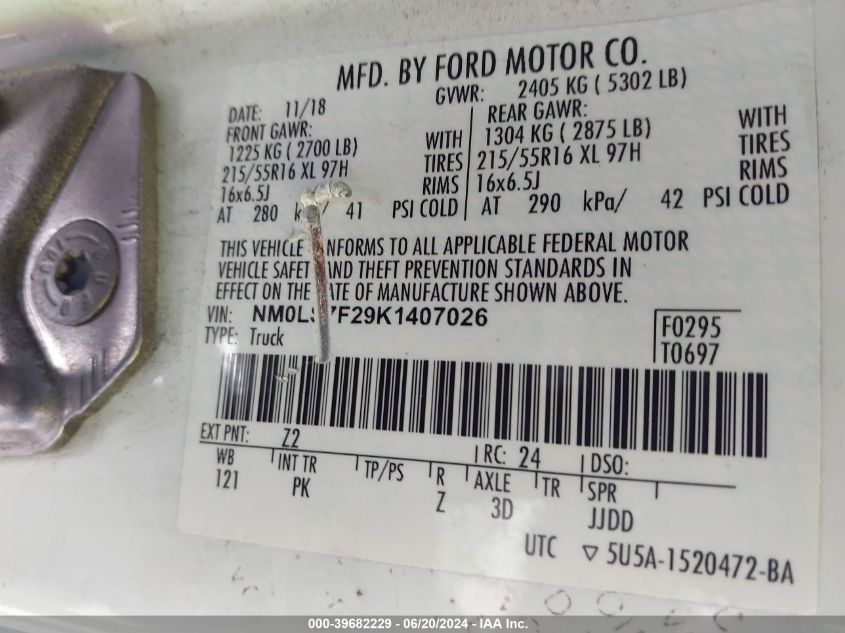 MFD. BY FORD MOTOR CO.
DATE: 11/18 GVWR: 2405 KG ( 5302 LB)
FRONT GAWR: REAR GAWR:
1225 KG ( 2700 LB) WITH 1304 KG ( 2875 LB) WITH
215/55R16 XL 97H TIRES 215/55R16 XL 97H TIRES
16x6.5J RIMS 16x6.5J RIMS
AT 280 / 41 PSI COLD AT 290 kPa/ 42 PSI COLD
THIS VEHICLE TO ALL APPLICABLE FEDERAL MOTOR
VEHICLE AND THEFT PREVENTION STANDARDS IN
EFFECT ON THE OF MANUFACTURE SHOWN ABOVE.
VIN:
TYPE: Truck
F0295
T0697
EXT PNT: Z2 RC: 24 DSO:
WB INT TR TP/PS R AXLE TR SPR
121 PK Z 3D JJDD
UTC ▽ 5U5A-1520472-BA
000-39682229 - 06/20/2024 - IAA Inc.